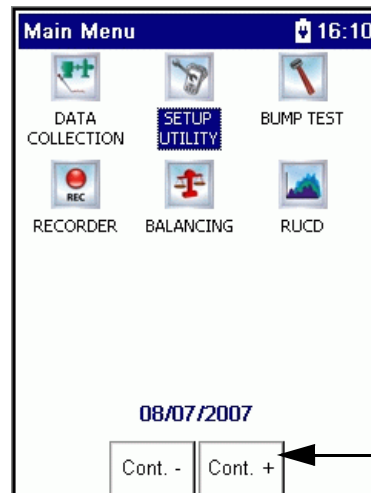 Main Menu 16:10
DATA
COLLECTION
SETUP
UTILITY
BUMP TEST
REC
RECORDER
BALANCING
RUCD
08/07/2007
Cont. -
Cont. +